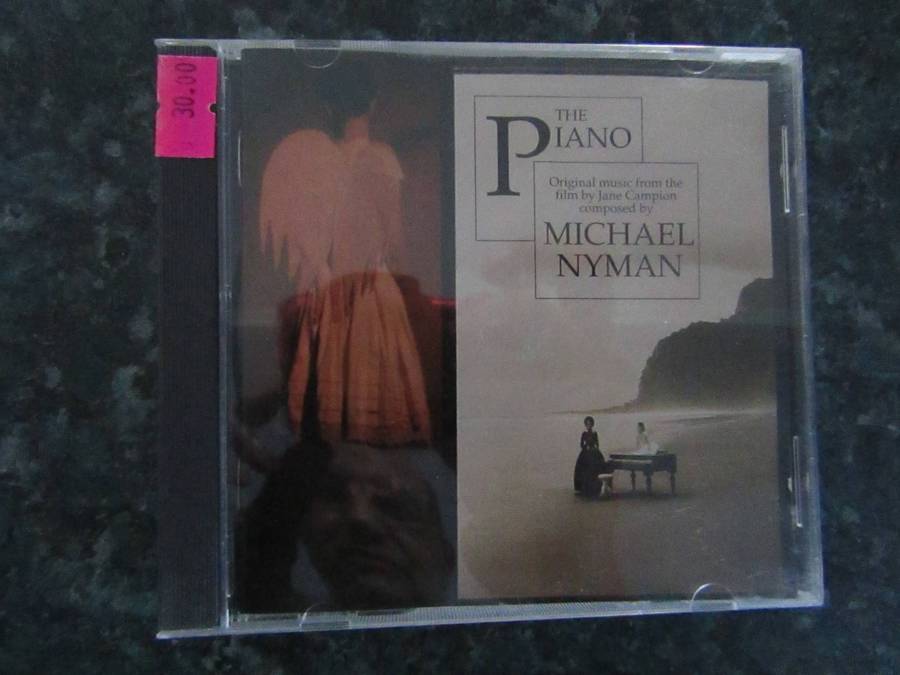 30.00
THE
PIANO
Original music from the
film by Jane Campion
composed by
MICHAEL
NYMAN